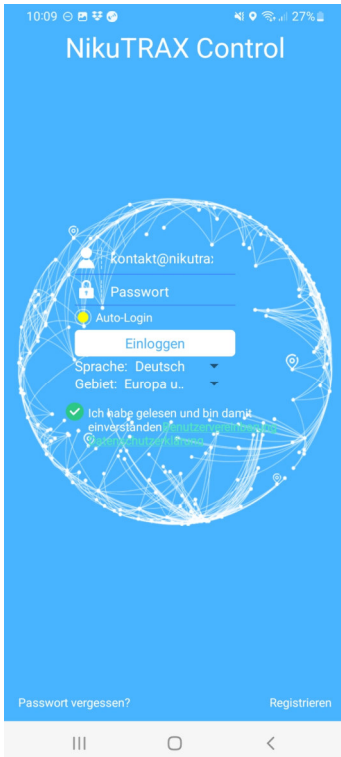 10:09
27%
NikuTRAX Control
kontakt@nikutra
Passwort
Auto-Login
Einloggen
Sprache: Deutsch
Gebiet: Europa u..
Ich habe gelesen und bin damit
einverstanden Benutzervereinbarung
Datenschutzerklärung
Passwort vergessen?
Registrieren